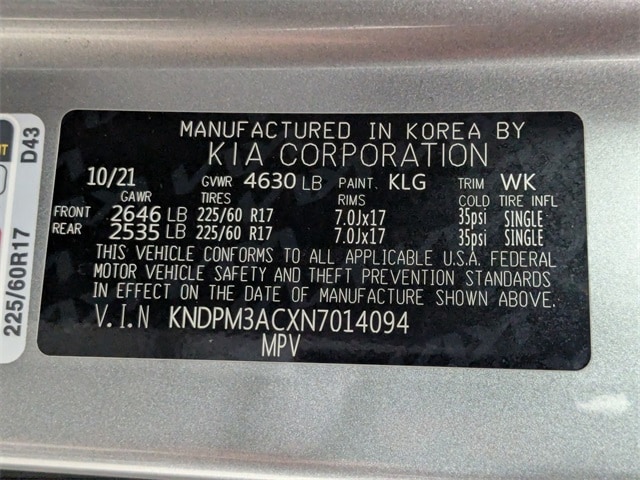 MANUFACTURED IN KOREA BY
KIA CORPORATION
10/21 GVWR 4630 LB PAINT. KLG TRIM WK
GAWR TIRES RIMS COLD TIRE INFL
FRONT 2646 LB 225/60 R17 7.0Jx17 35psi SINGLE
REAR 2535 LB 225/60 R17 7.0Jx17 35psi SINGLE
THIS VEHICLE CONFORMS TO ALL APPLICABLE U.S.A. FEDERAL
MOTOR VEHICLE SAFETY AND THEFT PREVENTION STANDARDS
IN EFFECT ON THE DATE OF MANUFACTURE SHOWN ABOVE.
V.I.N KNDPM3ACXN7014094
MPV
D43
225/60R17